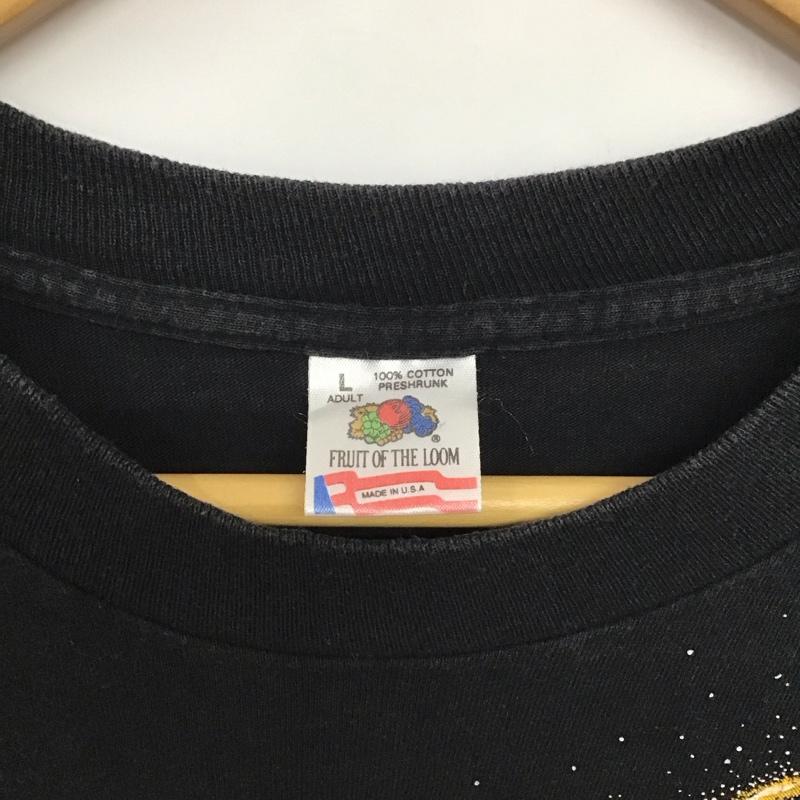 L
ADULT
100% COTTON
PRESHRUNK
®
FRUIT OF THE LOOM
MADE IN U.S.A